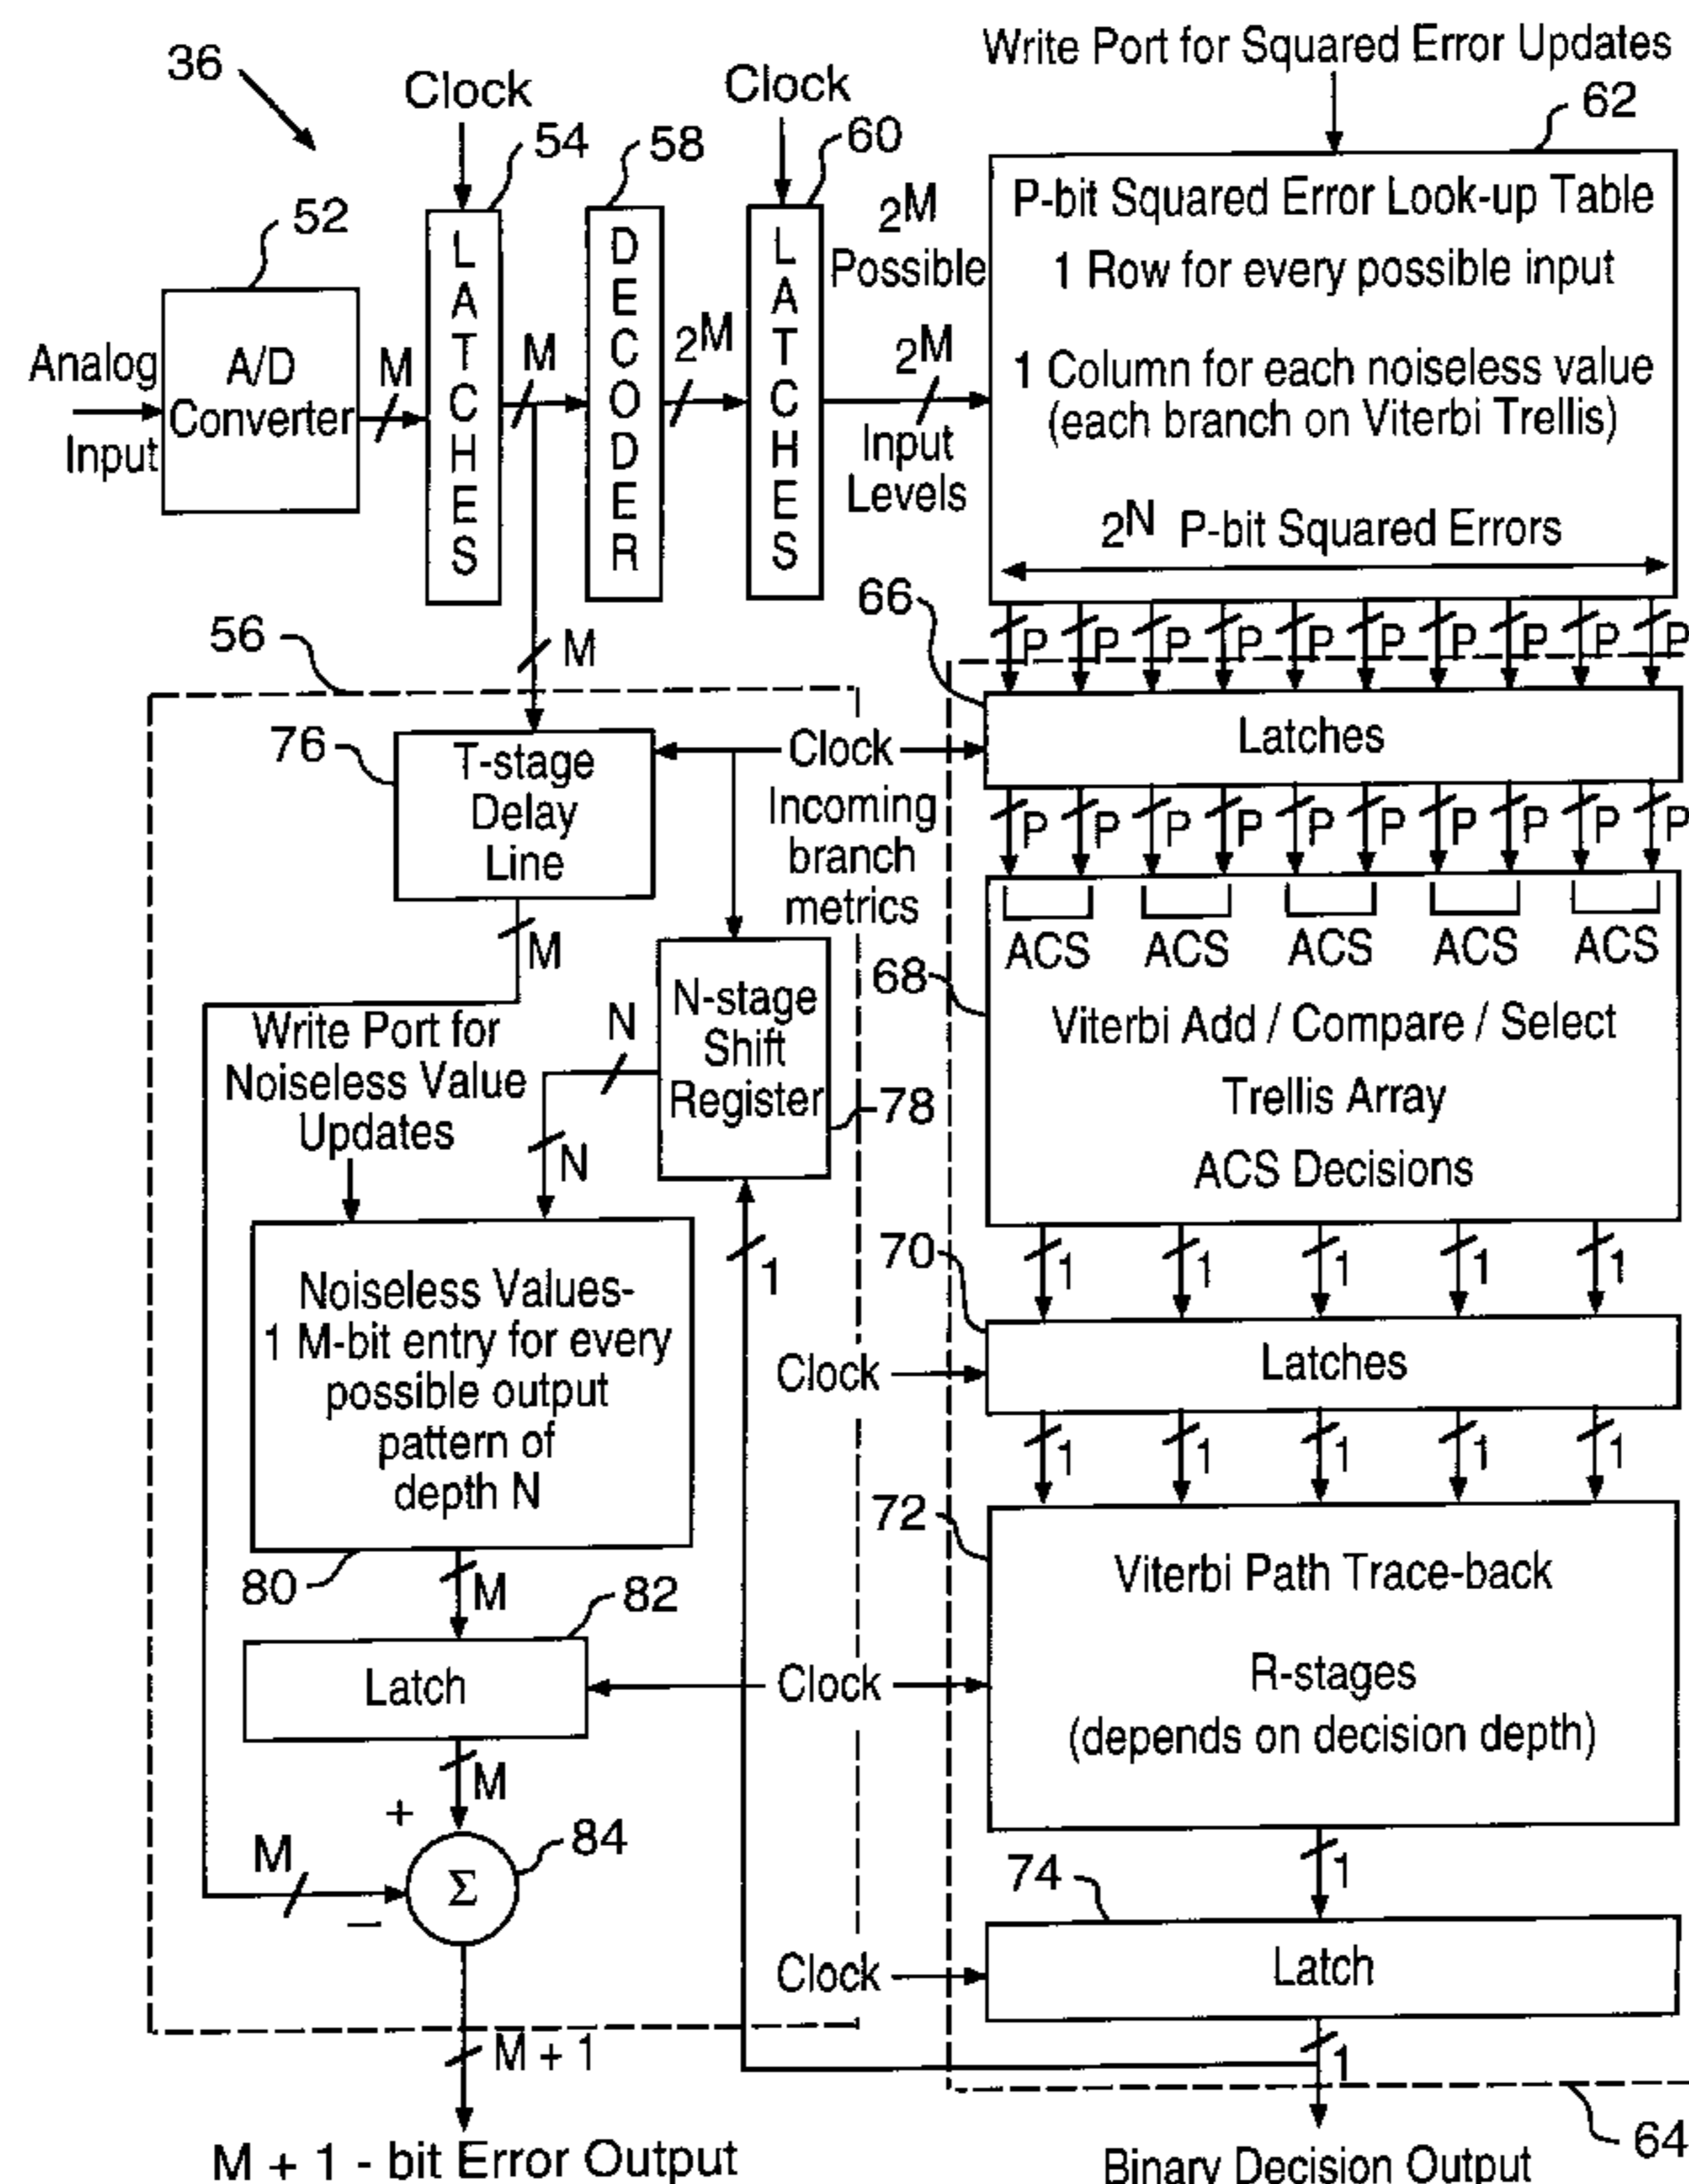 36
Clock
Clock
Write Port for Squared Error Updates
62
54
58
60
52
Analog
Input
A/D
Converter
M
LATCHES
M
DECODER
2^M
LATCHES
2^M
Possible
2^M
Input
Levels
P-bit Squared Error Look-up Table
1 Row for every possible input
1 Column for each noiseless value
(each branch on Viterbi Trellis)
2^N P-bit Squared Errors
P P P P P P P P P P
66
56
M
76
T-stage
Delay
Line
Clock
Latches
Incoming
branch
metrics
P P P P P P P P P P
M
ACS ACS ACS ACS ACS
68
Viterbi Add / Compare / Select
Trellis Array
ACS Decisions
N-stage
Shift
Register
78
N
N
Write Port for
Noiseless Value
Updates
1
1 1 1 1 1
70
Clock
Latches
Noiseless Values-
1 M-bit entry for every
possible output
pattern of
depth N
1 1 1 1 1
80
M
82
72
Viterbi Path Trace-back
R-stages
(depends on decision depth)
Latch
Clock
M
+
M
−
Σ
84
1
74
Clock
Latch
M + 1
1
64
M + 1 - bit Error Output
Binary Decision Output